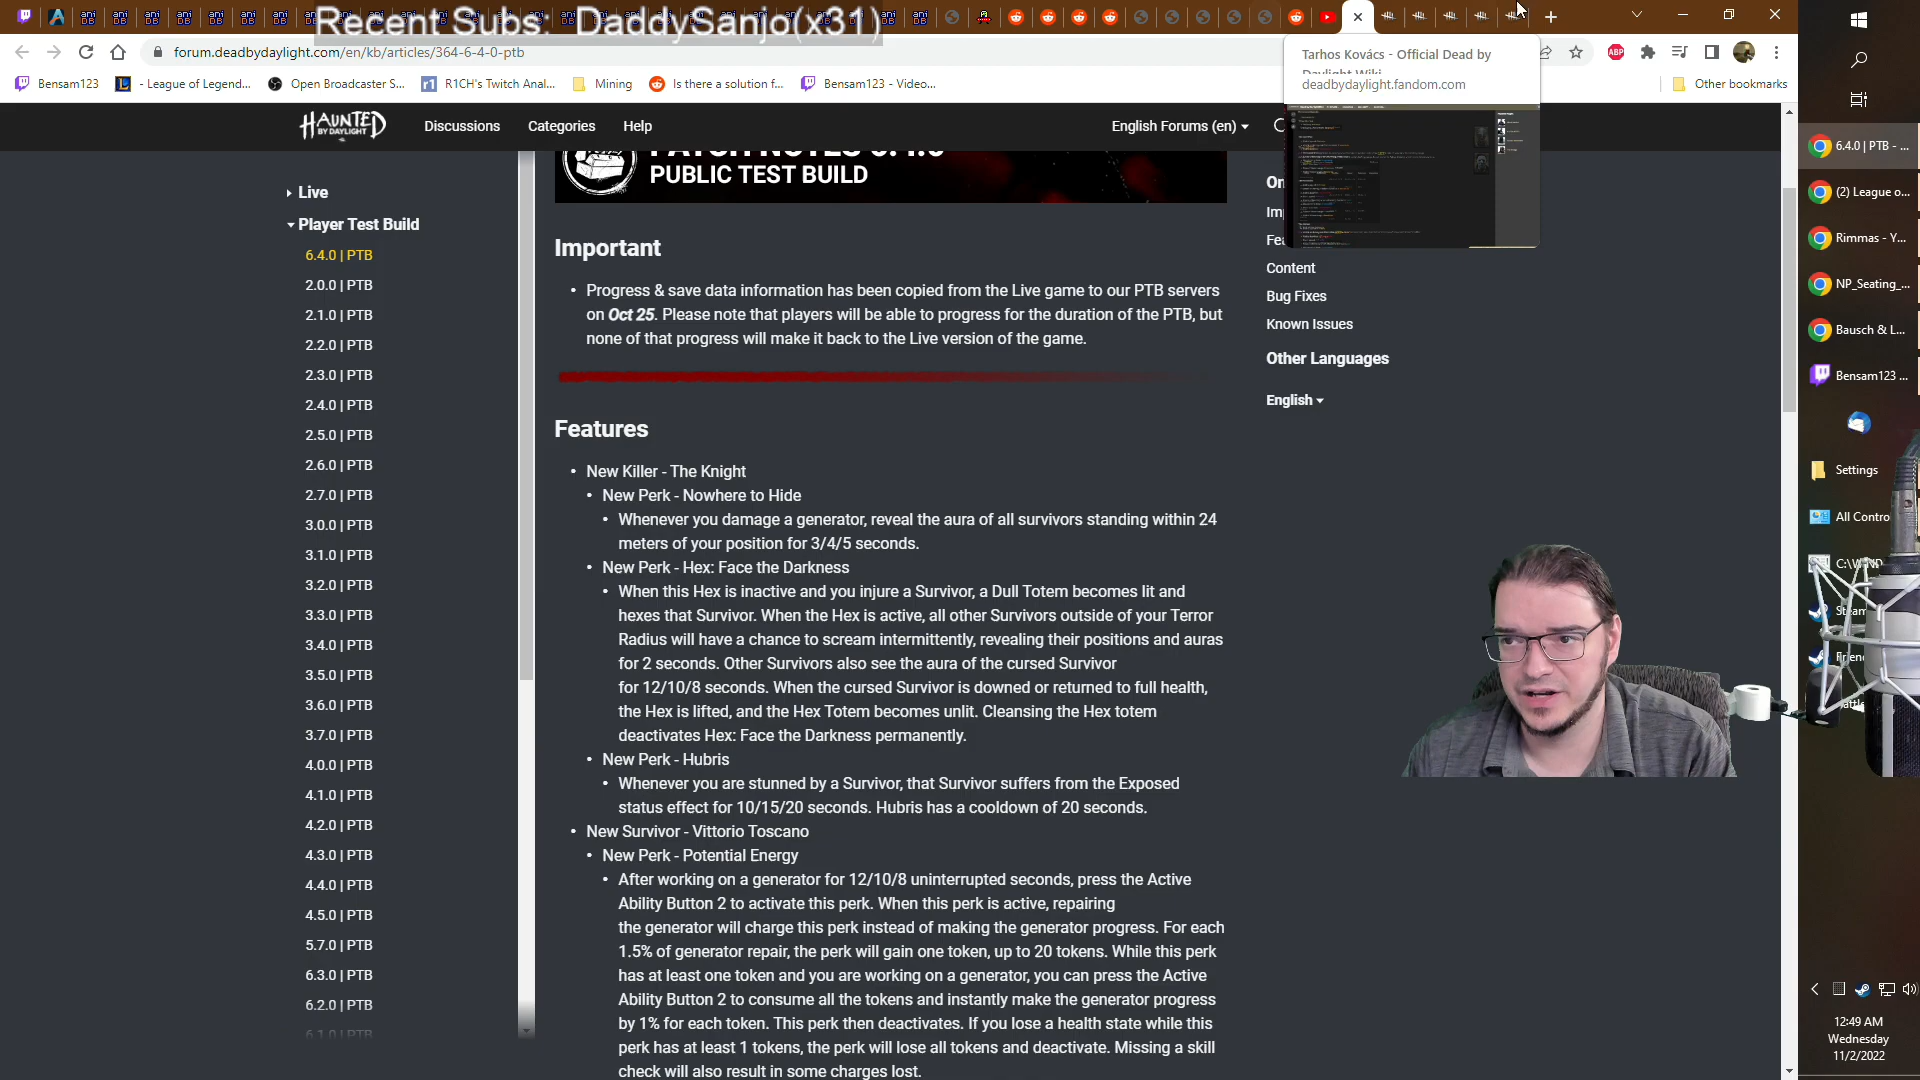 Recent Subs: DaddySanjo(x31)
forum.deadbydaylight.com/en/kb/articles/364-6-4-0-ptb
Tarhos Kovács - Official Dead by
Daylight Wiki
deadbydaylight.fandom.com
ABP
Bensam123
- League of Legend...
Open Broadcaster S...
r1
R1CH's Twitch Anal...
Mining
Is there a solution f...
Bensam123 - Video...
Other bookmarks
HAUNTED
BY DAYLIGHT
Discussions
Categories
Help
English Forums (en)
PATCH NOTES 6.4.0
PUBLIC TEST BUILD
Live
Player Test Build
6.4.0 | PTB
2.0.0 | PTB
2.1.0 | PTB
2.2.0 | PTB
2.3.0 | PTB
2.4.0 | PTB
2.5.0 | PTB
2.6.0 | PTB
2.7.0 | PTB
3.0.0 | PTB
3.1.0 | PTB
3.2.0 | PTB
3.3.0 | PTB
3.4.0 | PTB
3.5.0 | PTB
3.6.0 | PTB
3.7.0 | PTB
4.0.0 | PTB
4.1.0 | PTB
4.2.0 | PTB
4.3.0 | PTB
4.4.0 | PTB
4.5.0 | PTB
5.7.0 | PTB
6.3.0 | PTB
6.2.0 | PTB
6.1.0 | PTB
Important
• Progress & save data information has been copied from the Live game to our PTB servers
on Oct 25. Please note that players will be able to progress for the duration of the PTB, but
none of that progress will make it back to the Live version of the game.
Features
• New Killer - The Knight
• New Perk - Nowhere to Hide
• Whenever you damage a generator, reveal the aura of all survivors standing within 24
meters of your position for 3/4/5 seconds.
• New Perk - Hex: Face the Darkness
• When this Hex is inactive and you injure a Survivor, a Dull Totem becomes lit and
hexes that Survivor. When the Hex is active, all other Survivors outside of your Terror
Radius will have a chance to scream intermittently, revealing their positions and auras
for 2 seconds. Other Survivors also see the aura of the cursed Survivor
for 12/10/8 seconds. When the cursed Survivor is downed or returned to full health,
the Hex is lifted, and the Hex Totem becomes unlit. Cleansing the Hex totem
deactivates Hex: Face the Darkness permanently.
• New Perk - Hubris
• Whenever you are stunned by a Survivor, that Survivor suffers from the Exposed
status effect for 10/15/20 seconds. Hubris has a cooldown of 20 seconds.
• New Survivor - Vittorio Toscano
• New Perk - Potential Energy
• After working on a generator for 12/10/8 uninterrupted seconds, press the Active
Ability Button 2 to activate this perk. When this perk is active, repairing
the generator will charge this perk instead of making the generator progress. For each
1.5% of generator repair, the perk will gain one token, up to 20 tokens. While this perk
has at least one token and you are working on a generator, you can press the Active
Ability Button 2 to consume all the tokens and instantly make the generator progress
by 1% for each token. This perk then deactivates. If you lose a health state while this
perk has at least 1 tokens, the perk will lose all tokens and deactivate. Missing a skill
check will also result in some charges lost.
On
Im
Fea
Content
Bug Fixes
Known Issues
Other Languages
English
6.4.0 | PTB - ...
(2) League o...
Rimmas - Y...
NP_Seating_...
Bausch & L...
Bensam123 ...
Settings
All Contro
C:\WIND
Steam
Frien
12:49 AM
Wednesday
11/2/2022